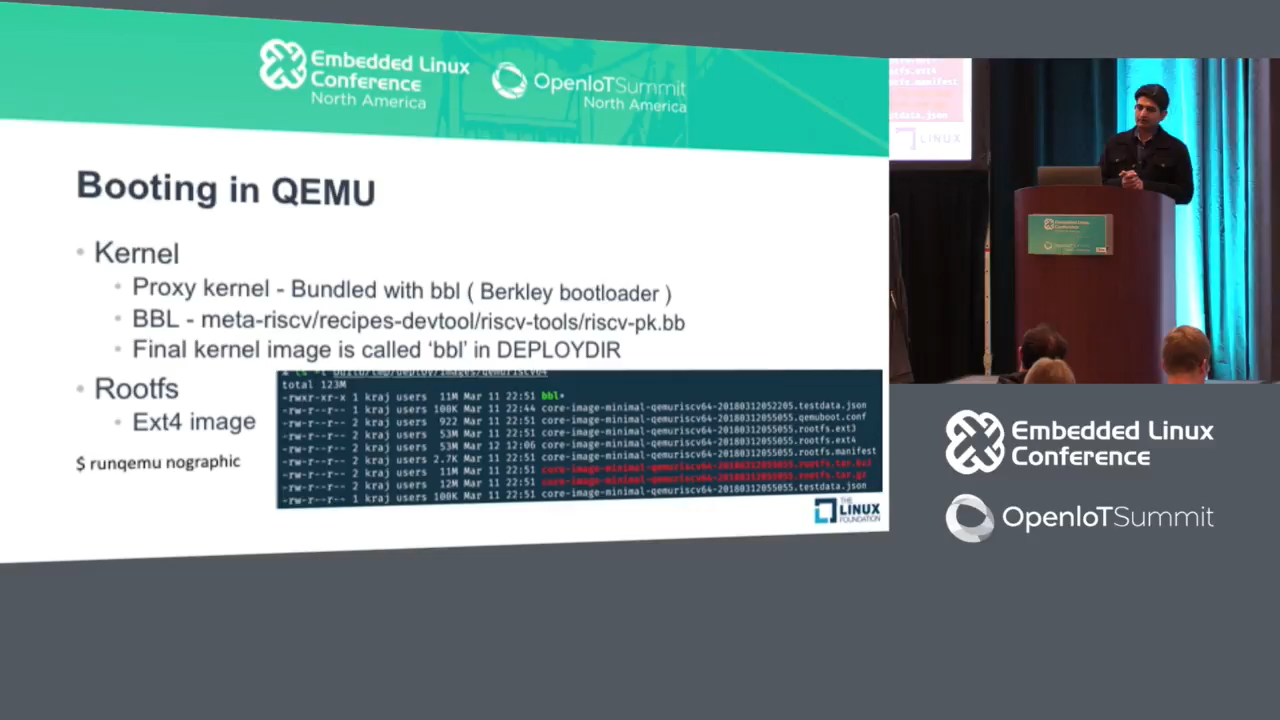 Embedded Linux
Conference
North America
OpenIoTSummit
North America
Booting in QEMU
• Kernel
• Proxy kernel - Bundled with bbl ( Berkley bootloader )
• BBL - meta-riscv/recipes-devtool/riscv-tools/riscv-pk.bb
• Final kernel image is called ‘bbl’ in DEPLOYDIR
• Rootfs
• Ext4 image
$ runqemu nographic
total 123M
-rwxr-xr-x 1 kraj users 11M Mar 11 22:51 bbl*
-rw-r--r-- 1 kraj users 100K Mar 11 22:44 core-image-minimal-qemuriscv64-20180312052205.testdata.json
-rw-r--r-- 2 kraj users 922 Mar 11 22:51 core-image-minimal-qemuriscv64-20180312055055.qemuboot.conf
-rw-r--r-- 2 kraj users 53M Mar 11 22:51 core-image-minimal-qemuriscv64-20180312055055.rootfs.ext3
-rw-r--r-- 2 kraj users 53M Mar 12 12:06 core-image-minimal-qemuriscv64-20180312055055.rootfs.ext4
-rw-r--r-- 2 kraj users 2.7K Mar 11 22:51 core-image-minimal-qemuriscv64-20180312055055.rootfs.manifest
-rw-r--r-- 2 kraj users 11M Mar 11 22:51
-rw-r--r-- 2 kraj users 12M Mar 11 22:51
-rw-r--r-- 2 kraj users 100K Mar 11 22:51 core-image-minimal-qemuriscv64-20180312055055.testdata.json
THE
LINUX
FOUNDATION
LINUX
Embedded Linux
Conference
OpenIoTSummit